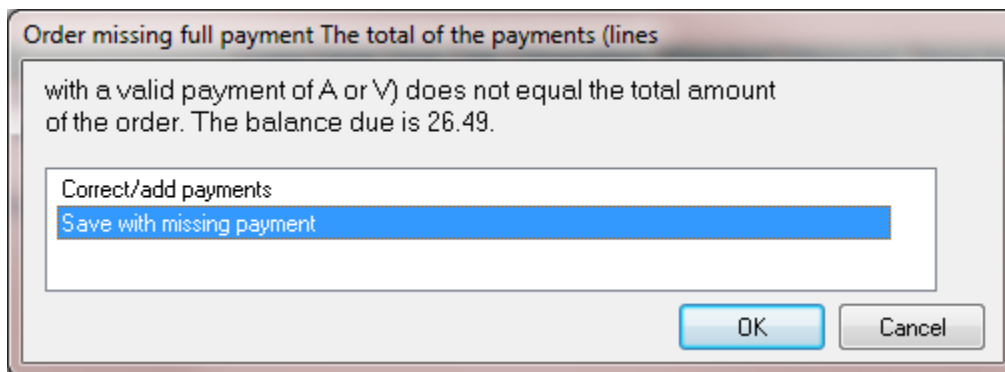 Order missing full payment The total of the payments (lines
with a valid payment of A or V) does not equal the total amount
of the order. The balance due is 26.49.
Correct/add payments
Save with missing payment
OK Cancel